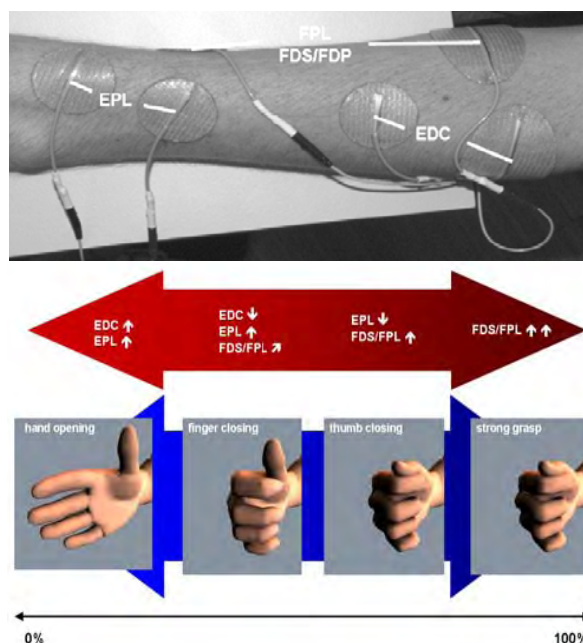 FPL
FDS/FDP
EPL
EDC
EDC ↑
EPL ↑
EDC ↓
EPL ↑
FDS/FPL ↗
EPL ↓
FDS/FPL ↑
FDS/FPL ↑ ↑
hand opening
finger closing
thumb closing
strong grasp
0%
100%